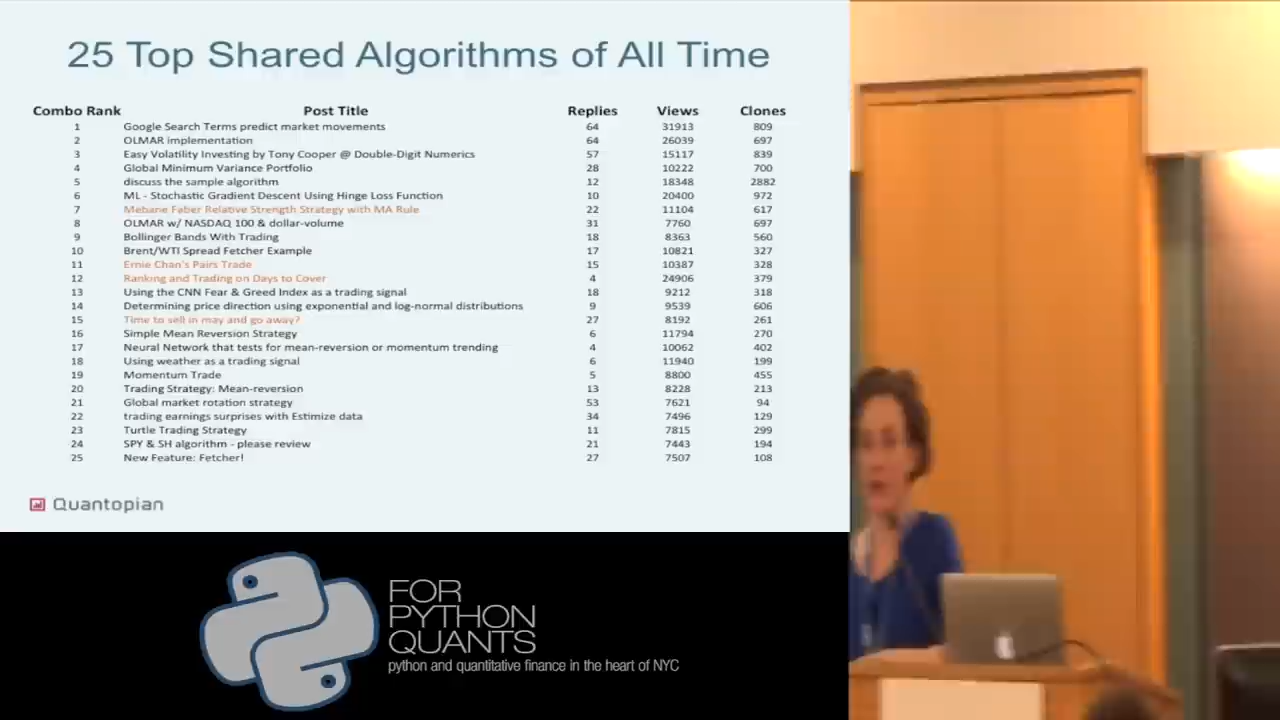 25 Top Shared Algorithms of All Time
Combo Rank Post Title Replies Views Clones
1 Google Search Terms predict market movements 64 31913 809
2 OLMAR implementation 64 26039 697
3 Easy Volatility Investing by Tony Cooper @ Double-Digit Numerics 57 15117 839
4 Global Minimum Variance Portfolio 28 10222 700
5 discuss the sample algorithm 12 18348 2882
6 ML - Stochastic Gradient Descent Using Hinge Loss Function 10 20400 972
7 Mebane Faber Relative Strength Strategy with MA Rule 22 11104 617
8 OLMAR w/ NASDAQ 100 & dollar-volume 31 7760 697
9 Bollinger Bands With Trading 18 8363 560
10 Brent/WTI Spread Fetcher Example 17 10821 327
11 Ernie Chan's Pairs Trade 15 10387 328
12 Ranking and Trading on Days to Cover 4 24906 379
13 Using the CNN Fear & Greed Index as a trading signal 18 9212 318
14 Determining price direction using exponential and log-normal distributions 9 9539 606
15 Time to sell in may and go away? 27 8192 261
16 Simple Mean Reversion Strategy 6 11794 270
17 Neural Network that tests for mean-reversion or momentum trending 4 10062 402
18 Using weather as a trading signal 6 11940 199
19 Momentum Trade 5 8800 455
20 Trading Strategy: Mean-reversion 13 8228 213
21 Global market rotation strategy 53 7621 94
22 trading earnings surprises with Estimize data 34 7496 129
23 Turtle Trading Strategy 11 7815 299
24 SPY & SH algorithm - please review 21 7443 194
25 New Feature: Fetcher! 27 7507 108
Quantopian
FOR
PYTHON
QUANTS
python and quantitative finance in the heart of NYC